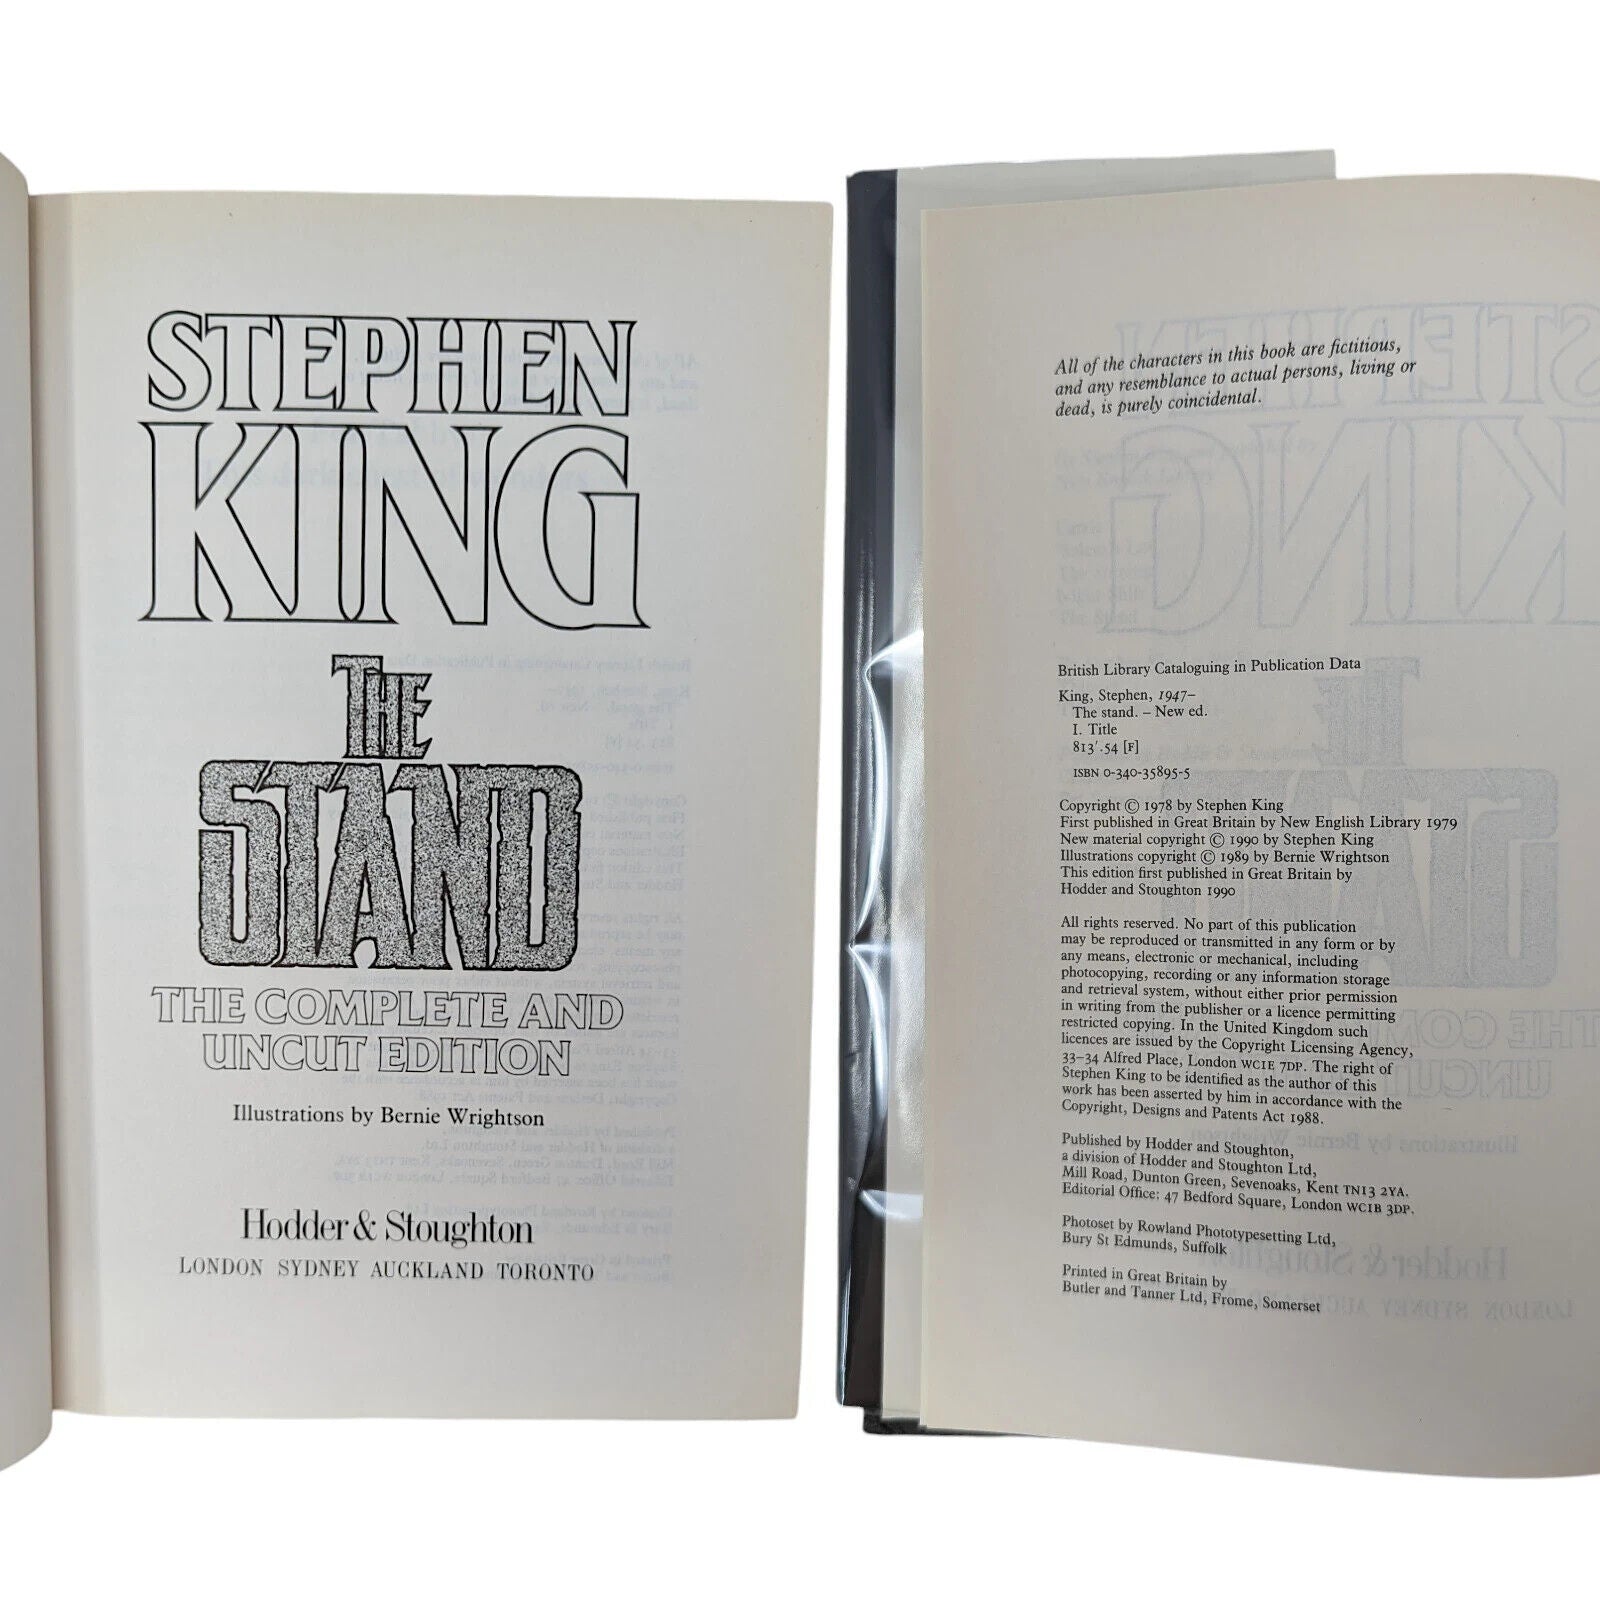 STEPHEN
KING
THE
STAND
THE COMPLETE AND
UNCUT EDITION
Illustrations by Bernie Wrightson
Hodder & Stoughton
LONDON SYDNEY AUCKLAND TORONTO
All of the characters in this book are fictitious,
and any resemblance to actual persons, living or
dead, is purely coincidental.
British Library Cataloguing in Publication Data
King, Stephen, 1947–
The stand. – New ed.
I. Title
813'.54 [F]
ISBN 0-340-35895-5
Copyright © 1978 by Stephen King
First published in Great Britain by New English Library 1979
New material copyright © 1990 by Stephen King
Illustrations copyright © 1989 by Bernie Wrightson
This edition first published in Great Britain by
Hodder and Stoughton 1990
All rights reserved. No part of this publication
may be reproduced or transmitted in any form or by
any means, electronic or mechanical, including
photocopying, recording or any information storage
and retrieval system, without either prior permission
in writing from the publisher or a licence permitting
restricted copying. In the United Kingdom such
licences are issued by the Copyright Licensing Agency,
33–34 Alfred Place, London WC1E 7DP. The right of
Stephen King to be identified as the author of this
work has been asserted by him in accordance with the
Copyright, Designs and Patents Act 1988.
Published by Hodder and Stoughton,
a division of Hodder and Stoughton Ltd,
Mill Road, Dunton Green, Sevenoaks, Kent TN13 2YA.
Editorial Office: 47 Bedford Square, London WC1B 3DP.
Photoset by Rowland Phototypesetting Ltd,
Bury St Edmunds, Suffolk
Printed in Great Britain by
Butler and Tanner Ltd, Frome, Somerset